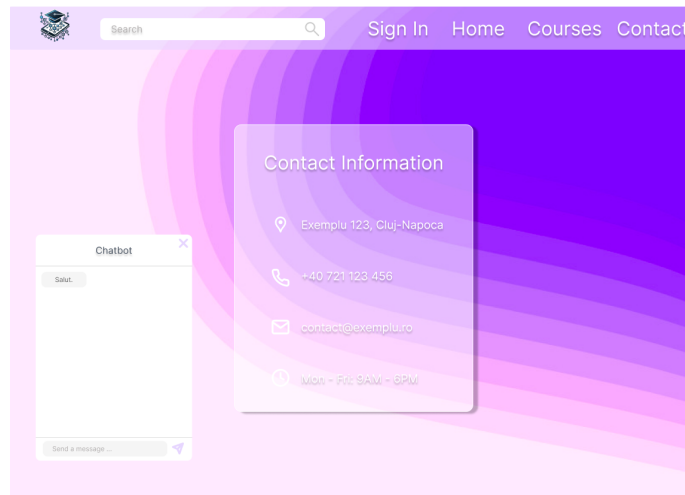 Search
Sign In
Home
Courses
Contact
Contact Information
Exemplu 123, Cluj-Napoca
+40 721 123 456
contact@exemplu.ro
Mon - Fri: 9AM - 6PM
Chatbot
Salut.
Send a message ...